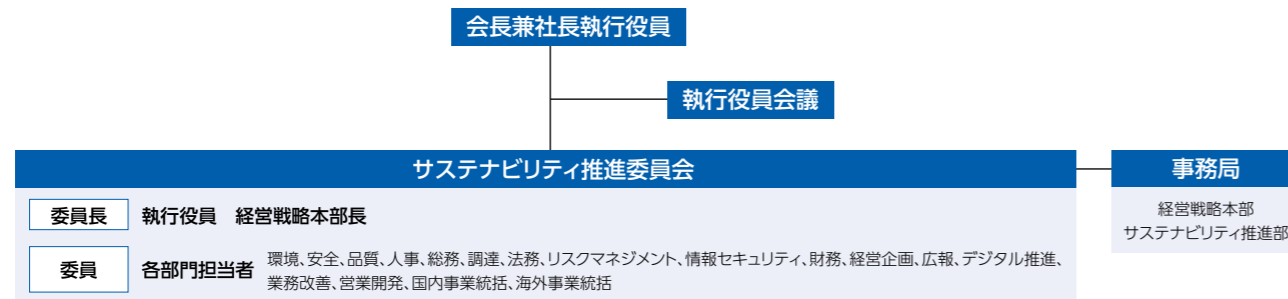 会長兼社長執行役員
執行役員会議
サステナビリティ推進委員会
委員長 執行役員 経営戦略本部長
委員 各部門担当者 環境、安全、品質、人事、総務、調達、法務、リスクマネジメント、情報セキュリティ、財務、経営企画、広報、デジタル推進、
業務改善、営業開発、国内事業統括、海外事業統括
事務局
経営戦略本部
サステナビリティ推進部